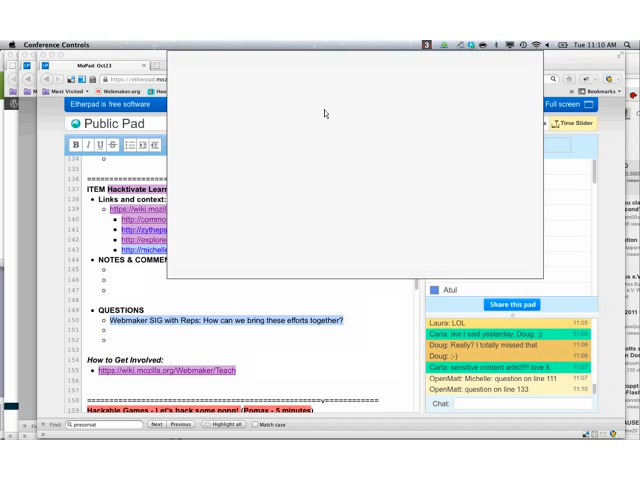 Conference Controls
3
Tue 11:10 AM
MoPad: Oct23
https://etherpad.moz
Most Visited
Webmaker.org
Bookmarks
Etherpad is free software
Full screen
Public Pad
Time Slider
B I U S
134
135
136
137
138
139
140
141
142
143
144
145
146
147
148
149
150
151
152
154
155
156
157
158
159
ITEM Hacktivate Learn
Links and context:
https://wiki.mozil
http://commo
http://zytheps
http://explore
http://michelle
NOTES & COMMEN
QUESTIONS
Webmaker SIG with Reps: How can we bring these efforts together?
How to Get Involved:
https://wiki.mozilla.org/Webmaker/Teach
Hackable Games - Let's hack some pong! (Pomax - 5 minutes)
Atul
Share this pad
Laura: LOL 11:05
Carla: like I said yesterday, Doug. ;) 11:05
Doug: Really? I totally missed that 11:06
Doug: ;-) 11:06
Carla: sensitive content artist!!!! love it. 11:06
OpenMatt: Michelle: question on line 111 11:07
OpenMatt: question on line 133 11:10
Chat:
Find: preservat
Next
Previous
Highlight all
Match case